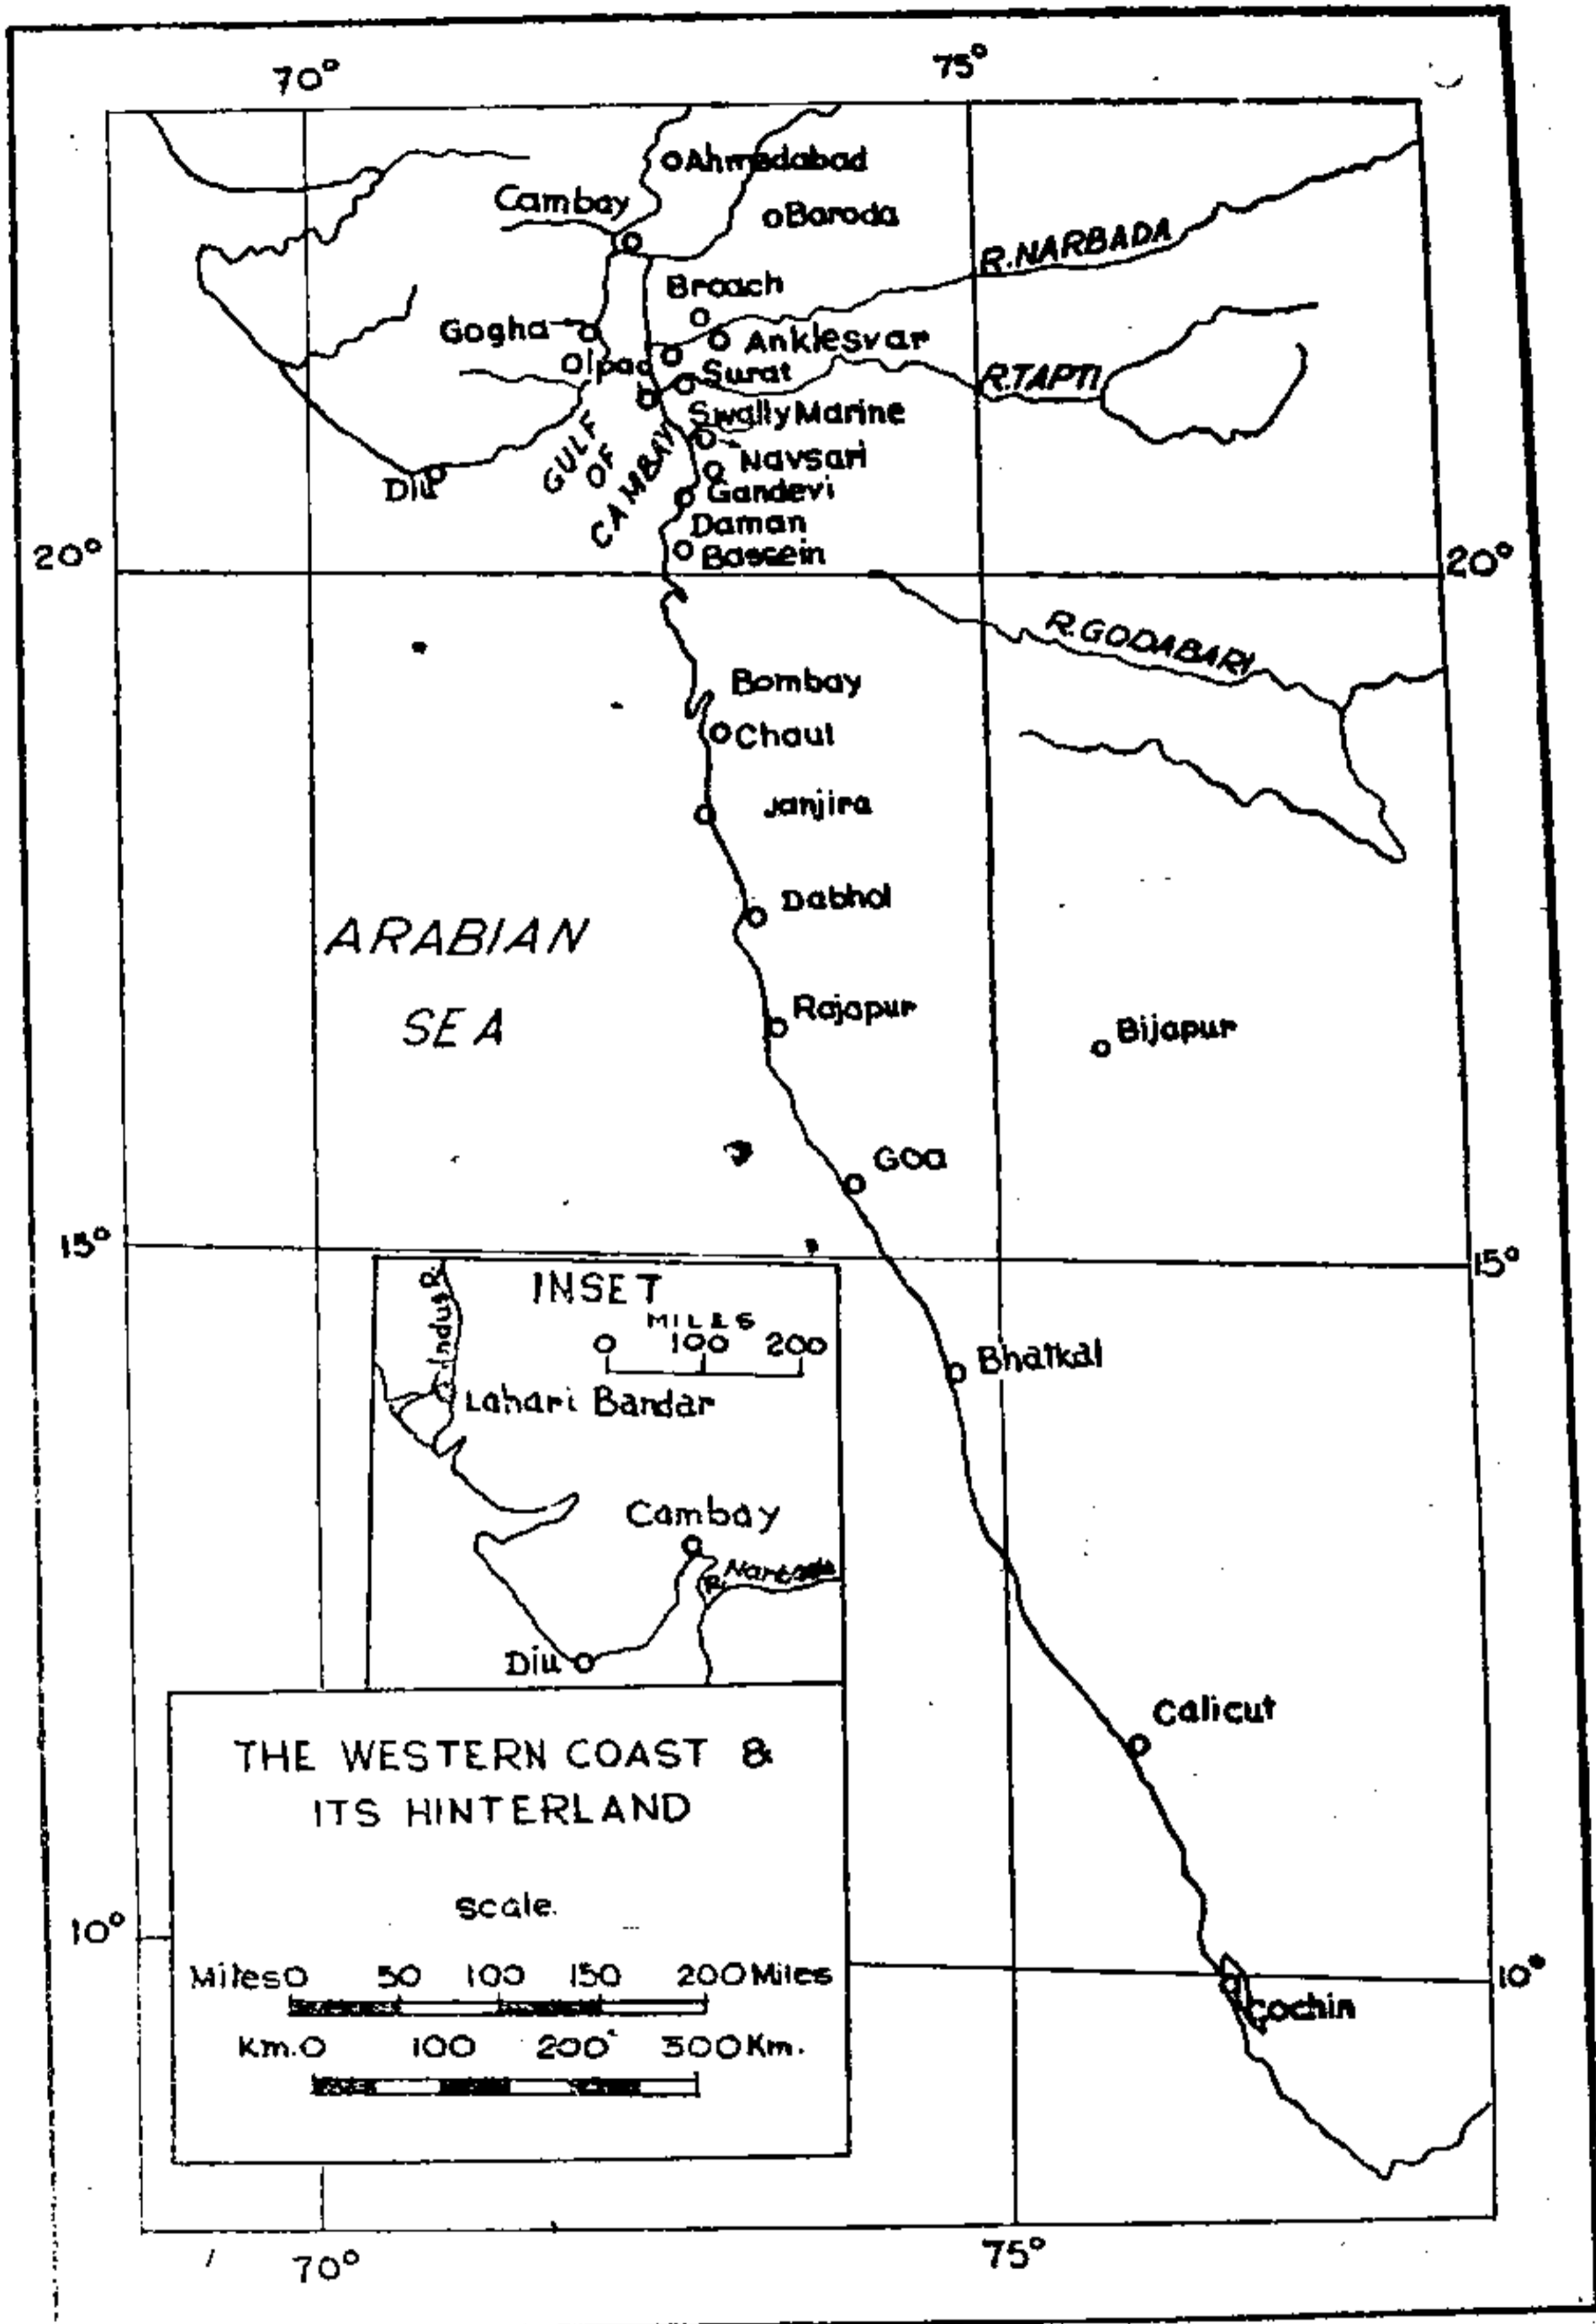 70°
75°
Ahmedabad
Cambay
Baroda
R. NARBADA
Broach
Gogha
Anklesvar
Olpad
Surat
R. TAPTI
Swally Marine
GULF
OF
CAMBAY
Navsari
Diu
Gandevi
Daman
20°
Bassein
20°
R. GODABARI
Bombay
Chaul
Janjira
Dabhol
ARABIAN
SEA
Rajapur
Bijapur
Goa
15°
15°
INSET
MILES
0 100 200
Indus R.
Lahari Bandar
Bhatkal
Cambay
R. Narbada
Diu
Calicut
THE WESTERN COAST &
ITS HINTERLAND
Scale.
10°
Miles 0 50 100 150 200 Miles
10°
Cochin
Km. 0 100 200 300 Km.
70°
75°